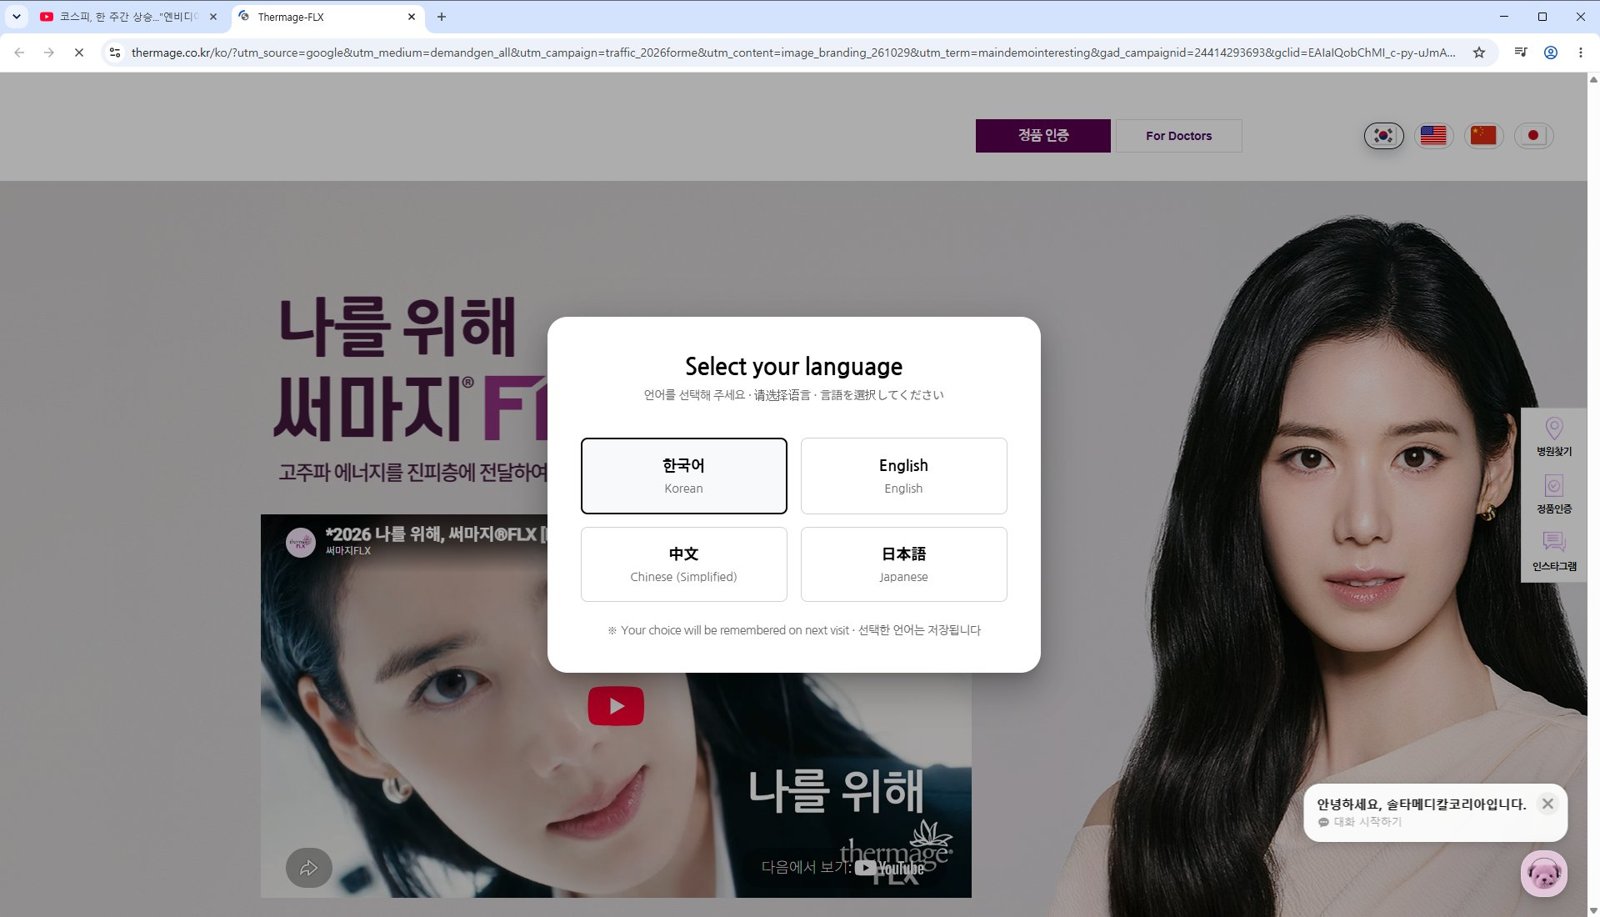 코스피, 한 주간 상승..."엔비디아
Thermage-FLX
thermage.co.kr/ko/?utm_source=google&utm_medium=demandgen_all&utm_campaign=traffic_2026forme&utm_content=image_branding_261029&utm_term=maindemointeresting&gad_campaignid=24414293693&gclid=EAIaIQobChMI_c-py-uJmA...
정품 인증
For Doctors
나를 위해
써마지®
고주파 에너지를 진피층에 전달하여
Select your language
언어를 선택해 주세요 · 请选择语言 · 言語を選択してください
한국어
Korean
English
English
中文
Chinese (Simplified)
日本語
Japanese
※ Your choice will be remembered on next visit · 선택한 언어는 저장됩니다
*2026 나를 위해, 써마지®FLX [
써마지FLX
thermage FLX
나를 위해
thermage®
FLX
다음에서 보기:
YouTube
병원찾기
정품인증
인스타그램
안녕하세요, 솔타메디칼코리아입니다.
대화 시작하기